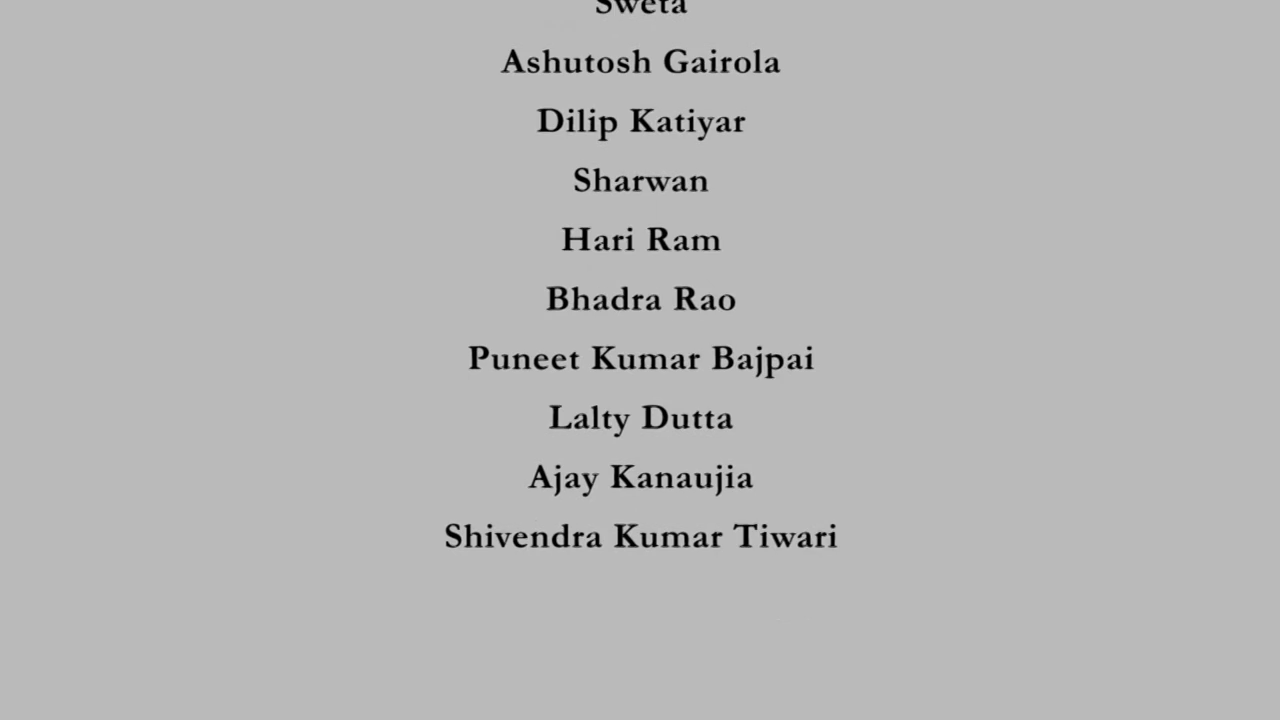 Sweta
Ashutosh Gairola
Dilip Katiyar
Sharwan
Hari Ram
Bhadra Rao
Puneet Kumar Bajpai
Lalty Dutta
Ajay Kanaujia
Shivendra Kumar Tiwari